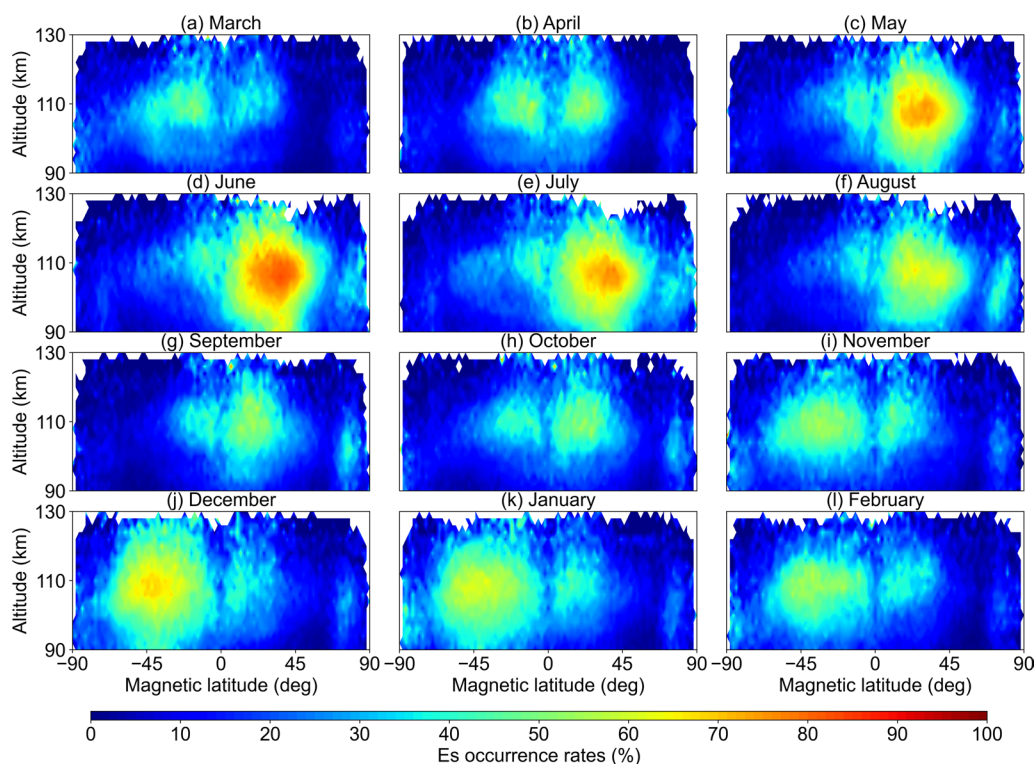 (a) March
(b) April
(c) May
Altitude (km)
130
110
90
(d) June
(e) July
(f) August
Altitude (km)
130
110
90
(g) September
(h) October
(i) November
Altitude (km)
130
110
90
(j) December
(k) January
(l) February
Altitude (km)
130
110
90
−90 −45 0 45 90
−90 −45 0 45 90
−90 −45 0 45 90
Magnetic latitude (deg)
Magnetic latitude (deg)
Magnetic latitude (deg)
0 10 20 30 40 50 60 70 80 90 100
Es occurrence rates (%)